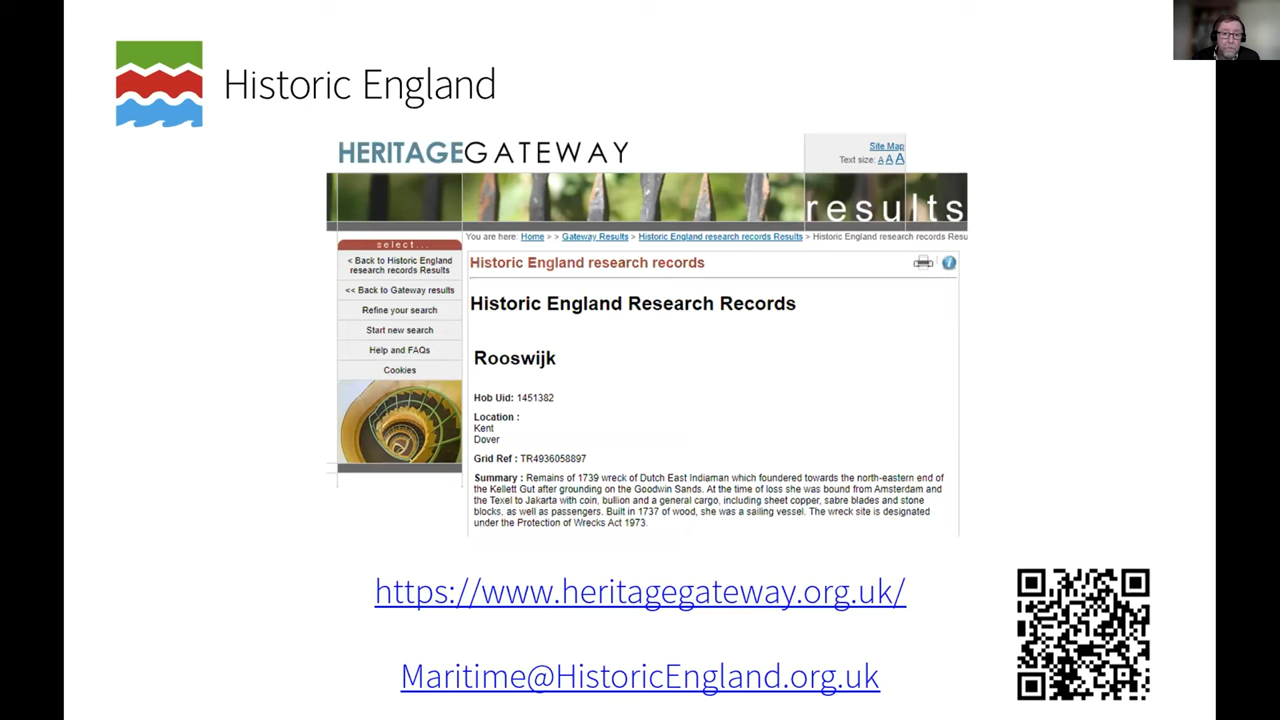 Historic England
HERITAGEGATEWAY
Site Map
Text size: A A A
results
select...
You are here: Home > > Gateway Results > Historic England research records Results > Historic England research records Resu
< Back to Historic England
research records Results
<< Back to Gateway results
Refine your search
Start new search
Help and FAQs
Cookies
Historic England research records
Historic England Research Records
Rooswijk
Hob Uid: 1451382
Location :
Kent
Dover
Grid Ref : TR4936058897
Summary : Remains of 1739 wreck of Dutch East Indiaman which foundered towards the north-eastern end of
the Kellett Gut after grounding on the Goodwin Sands. At the time of loss she was bound from Amsterdam and
the Texel to Jakarta with coin, bullion and a general cargo, including sheet copper, sabre blades and stone
blocks, as well as passengers. Built in 1737 of wood, she was a sailing vessel. The wreck site is designated
under the Protection of Wrecks Act 1973.
https://www.heritagegateway.org.uk/
Maritime@HistoricEngland.org.uk